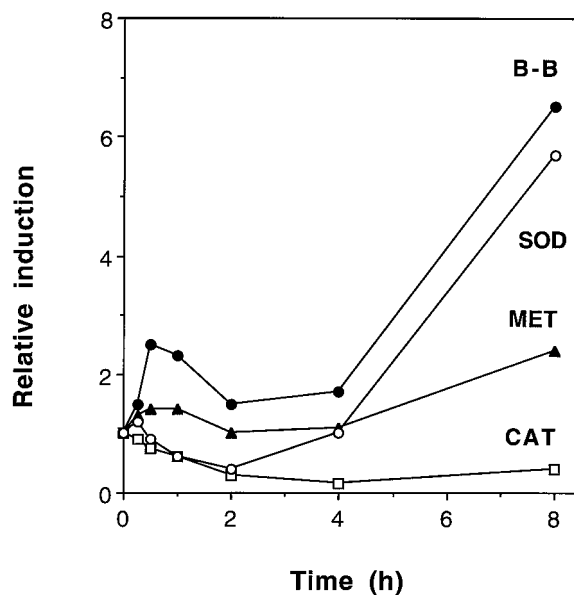 8
B-B
6
SOD
4
MET
2
CAT
0
0 2 4 6 8
Relative induction
Time (h)